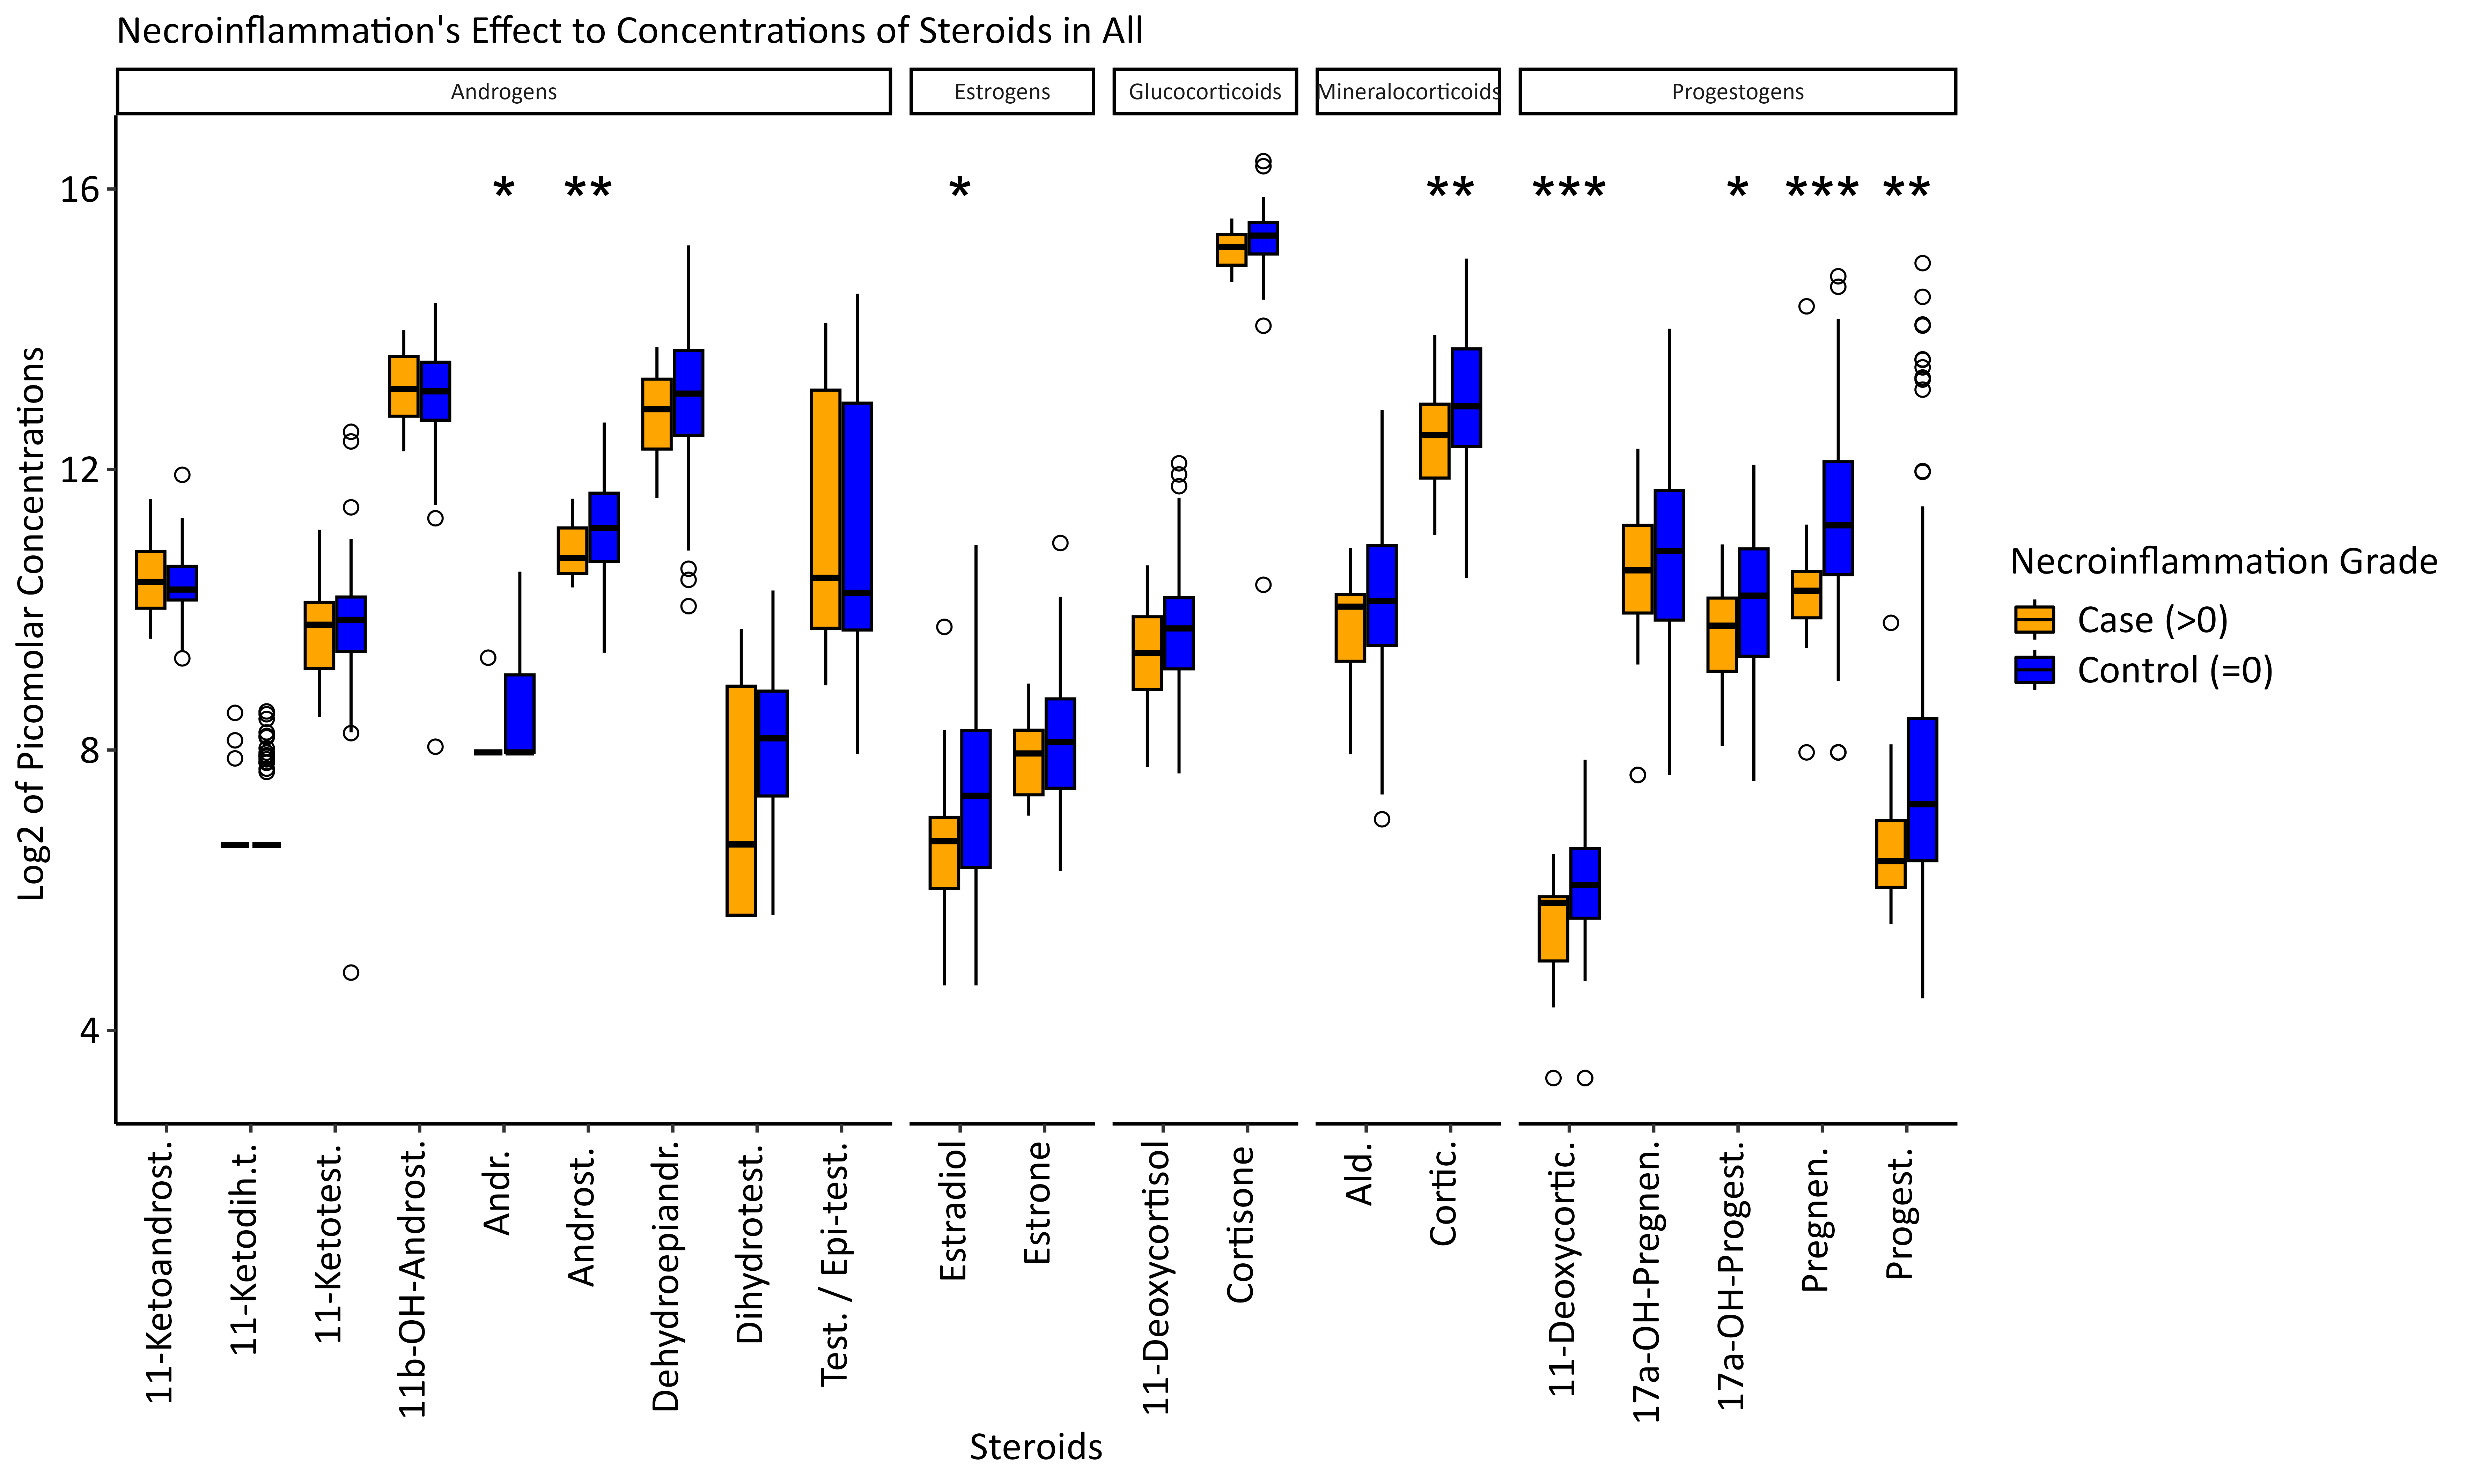 Necroinflammation's Effect to Concentrations of Steroids in All
Androgens
Estrogens
Glucocorticoids
Mineralocorticoids
Progestogens
* ** * ** *** * *** **
16
12
8
4
Log2 of Picomolar Concentrations
11-Ketoandrost.
11-Ketodih.t.
11-Ketotest.
11b-OH-Androst.
Andr.
Androst.
Dehydroepiandr.
Dihydrotest.
Test. / Epi-test.
Estradiol
Estrone
11-Deoxycortisol
Cortisone
Ald.
Cortic.
11-Deoxycortic.
17a-OH-Pregnen.
17a-OH-Progest.
Pregnen.
Progest.
Steroids
Necroinflammation Grade
Case (>0)
Control (=0)